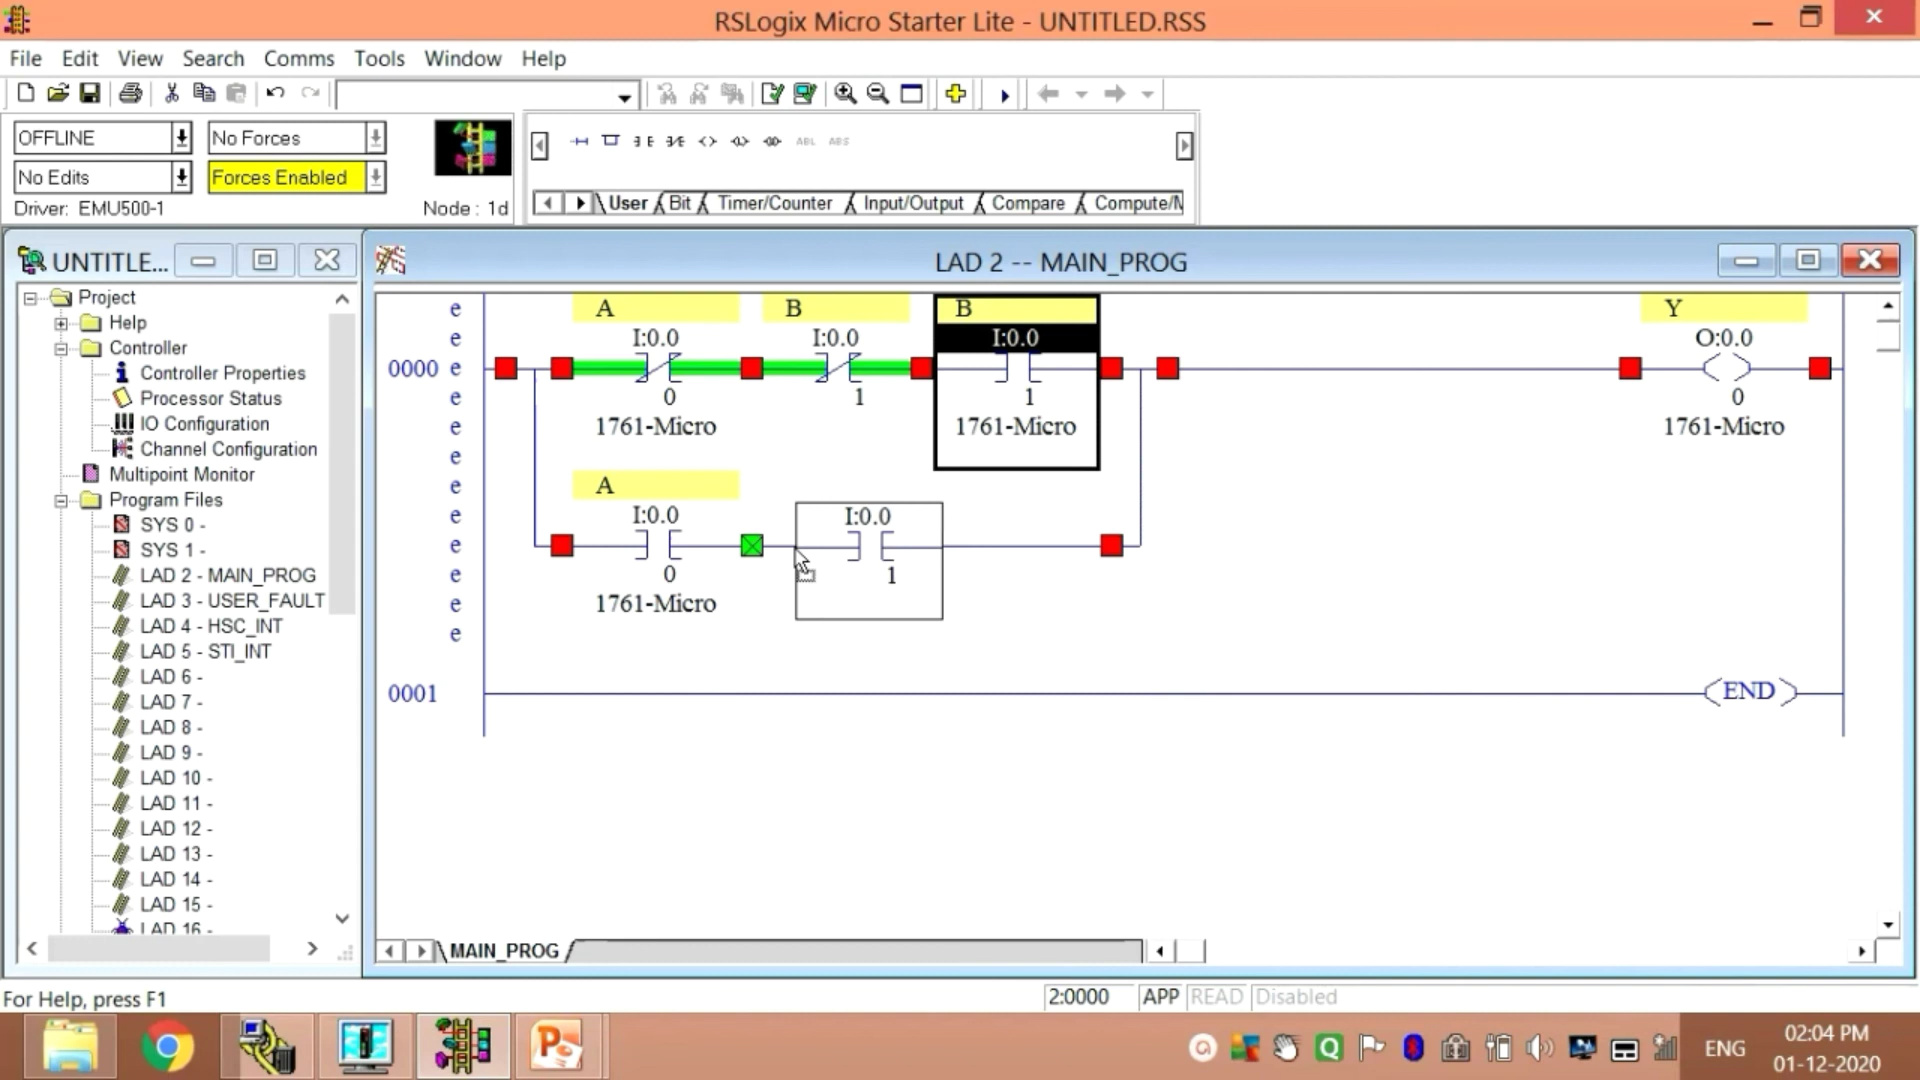 RSLogix Micro Starter Lite - UNTITLED.RSS
File Edit View Search Comms Tools Window Help
OFFLINE No Forces
No Edits Forces Enabled
ABL ABS
Driver: EMU500-1 Node : 1d
User Bit Timer/Counter Input/Output Compare Compute/M
UNTITLE...
LAD 2 -- MAIN_PROG
Project
Help
Controller
Controller Properties
Processor Status
IO Configuration
Channel Configuration
Multipoint Monitor
Program Files
SYS 0 -
SYS 1 -
LAD 2 - MAIN_PROG
LAD 3 - USER_FAULT
LAD 4 - HSC_INT
LAD 5 - STI_INT
LAD 6 -
LAD 7 -
LAD 8 -
LAD 9 -
LAD 10 -
LAD 11 -
LAD 12 -
LAD 13 -
LAD 14 -
LAD 15 -
LAD 16 -
e A B B Y
e I:0.0 I:0.0 I:0.0 O:0.0
0000 e
e 0 1 1 0
e 1761-Micro 1761-Micro 1761-Micro
e
e A
e I:0.0 I:0.0
e
e 0 1
e 1761-Micro
e
0001 END
MAIN_PROG
For Help, press F1 2:0000 APP READ Disabled
ENG 02:04 PM
01-12-2020